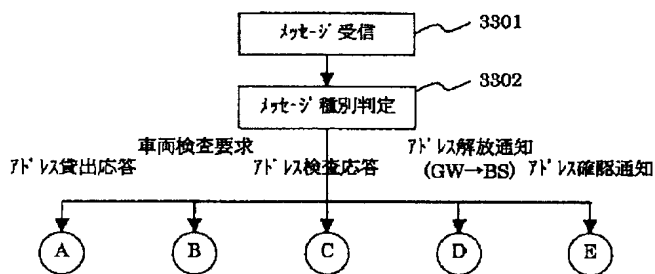 メッセージ受信
3301
メッセージ種別判定
3302
アドレス貸出応答
車両検査要求
アドレス検査応答
アドレス解放通知
(GW→BS)
アドレス確認通知
A
B
C
D
E